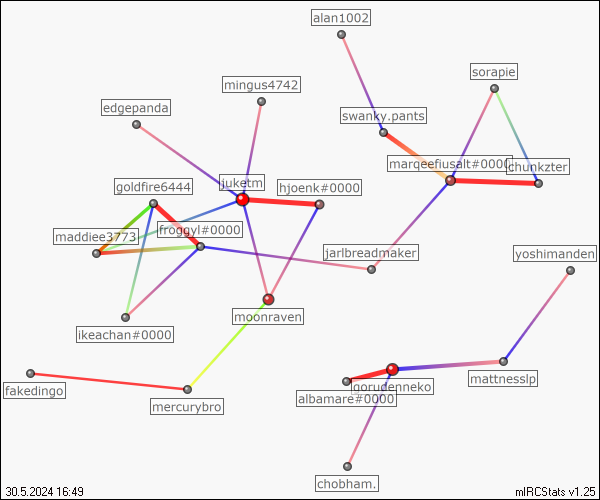 alan1002
sorapie
mingus4742
edgepanda
swanky.pants
marqeefiusalt#0000
chunkzter
juketm
goldfire6444
hjoenk#0000
froggyl#0000
maddiee3773
jarlbreadmaker
yoshimanden
moonraven
ikeachan#0000
mattnesslp
gorudenneko
fakedingo
albamare#0000
mercurybro
chobham.
30.5.2024 16:49
mIRCStats v1.25